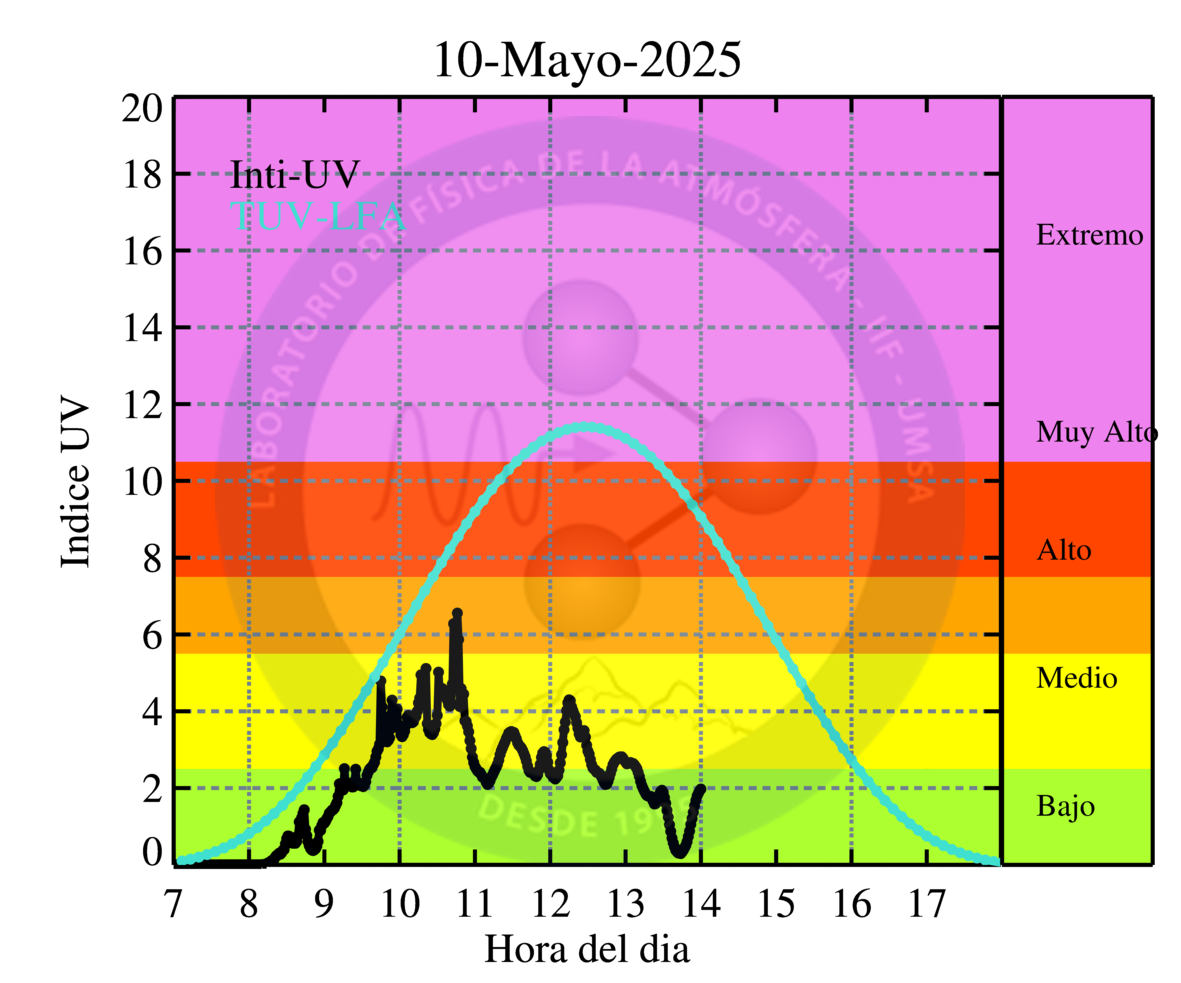 10-Mayo-2025
20
18
16
14
12
10
8
6
4
2
0
Indice UV
Inti-UV
TUV-LFA
LABORATORIO DE FÍSICA DE LA ATMÓSFERA - IIF - UMSA
Extremo
Muy Alto
Alto
Medio
Bajo
7 8 9 10 11 12 13 14 15 16 17
Hora del dia
DESDE